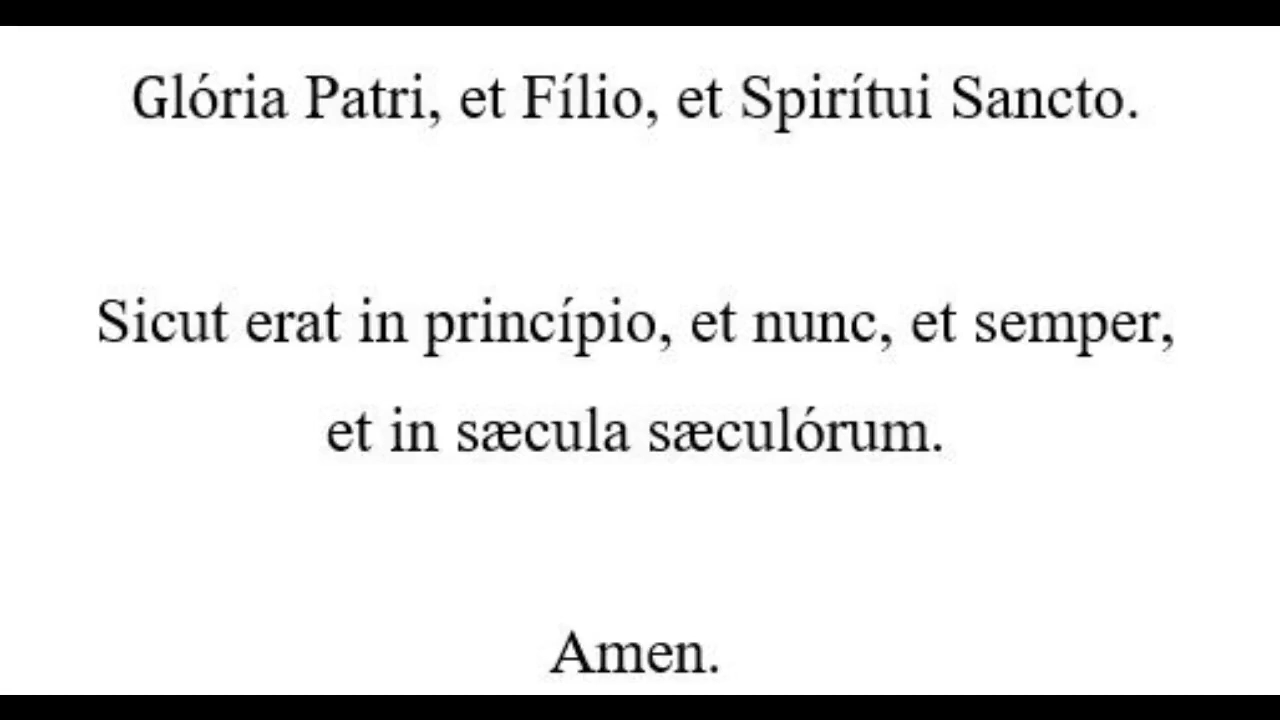 Glória Patri, et Fílio, et Spirítui Sancto.
Sicut erat in princípio, et nunc, et semper,
et in sæcula sæculórum.
Amen.